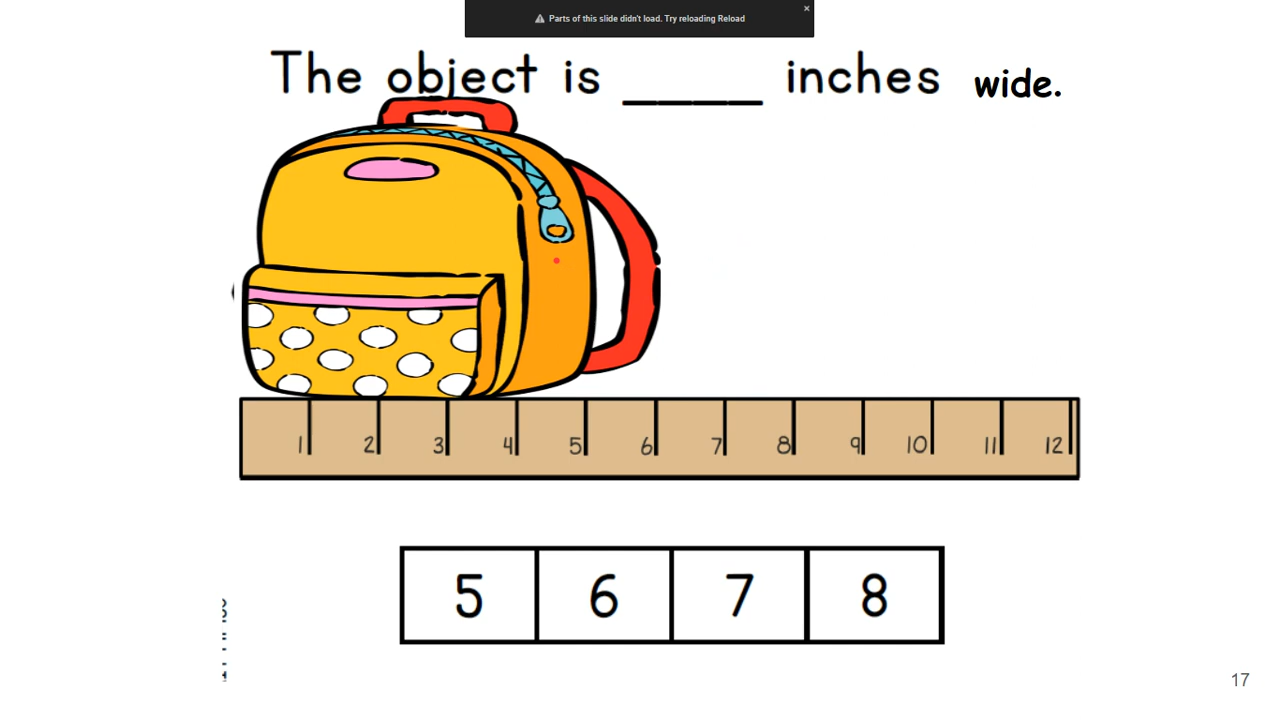 Parts of this slide didn't load. Try reloading Reload
The object is ____ inches wide.
1 2 3 4 5 6 7 8 9 10 11 12
5 6 7 8
17